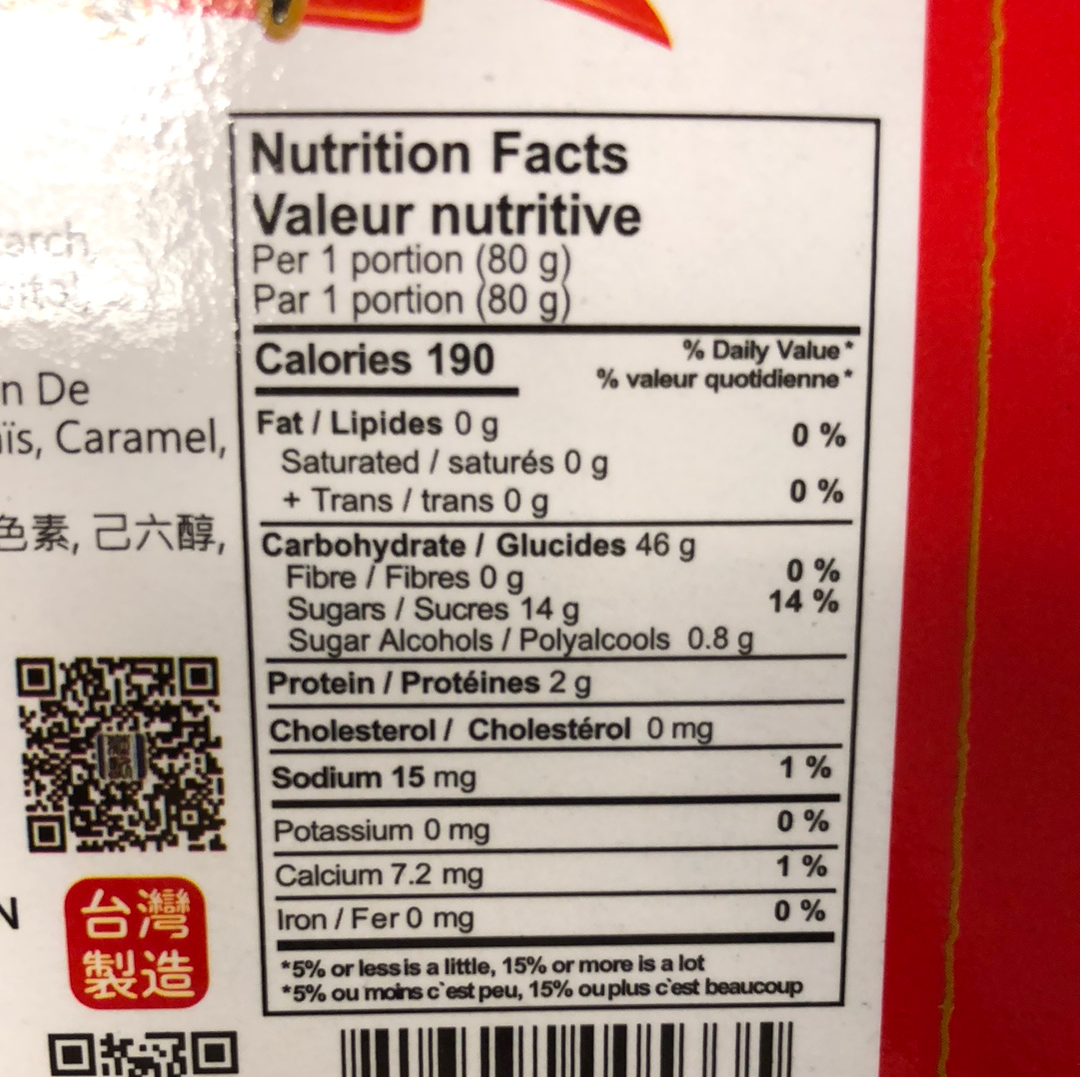 Nutrition Facts
Valeur nutritive
Per 1 portion (80 g)
Par 1 portion (80 g)
Calories 190
% Daily Value*
% valeur quotidienne*
Fat / Lipides 0 g 0 %
Saturated / saturés 0 g
+ Trans / trans 0 g 0 %
Carbohydrate / Glucides 46 g
Fibre / Fibres 0 g 0 %
Sugars / Sucres 14 g 14 %
Sugar Alcohols / Polyalcools 0.8 g
Protein / Protéines 2 g
Cholesterol / Cholestérol 0 mg
Sodium 15 mg 1 %
Potassium 0 mg 0 %
Calcium 7.2 mg 1 %
Iron / Fer 0 mg 0 %
*5% or less is a little, 15% or more is a lot
*5% ou moins c`est peu, 15% ou plus c`est beaucoup
arch,
n De
ïs, Caramel,
色素, 己六醇,
N
台灣
製造